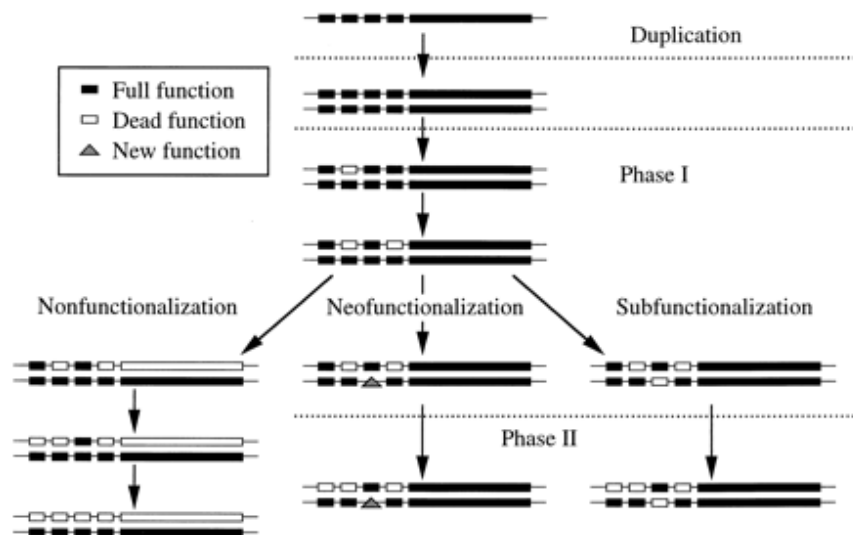 Duplication
Full function
Dead function
New function
Phase I
Nonfunctionalization
Neofunctionalization
Subfunctionalization
Phase II